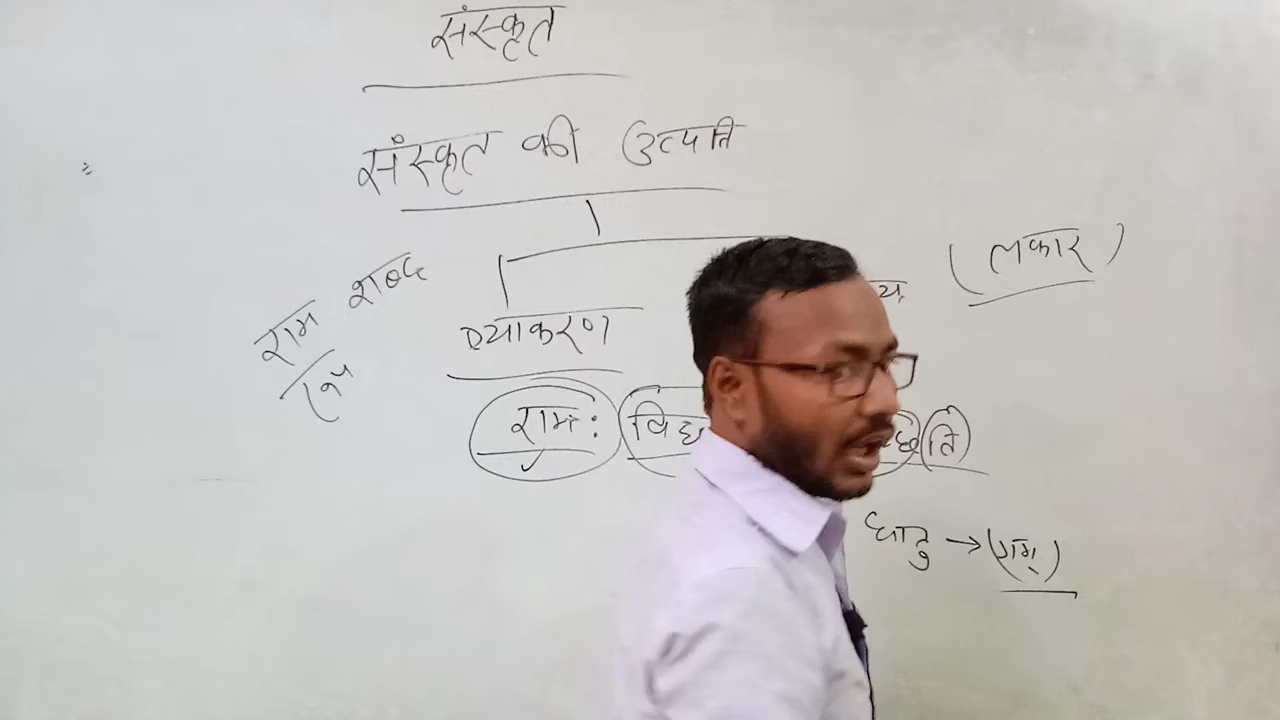 संस्कृत
संस्कृत की उत्पत्ति
(लकार)
राम शब्द
रूप
व्याकरण
रामः विद्य च्छ ति
धातु → (गम्)